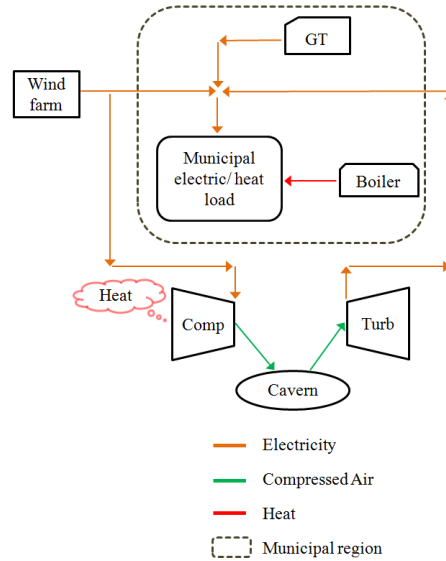 GT
Wind
farm
Municipal
electric/ heat
load
Boiler
Heat
Comp
Turb
Cavern
Electricity
Compressed Air
Heat
Municipal region